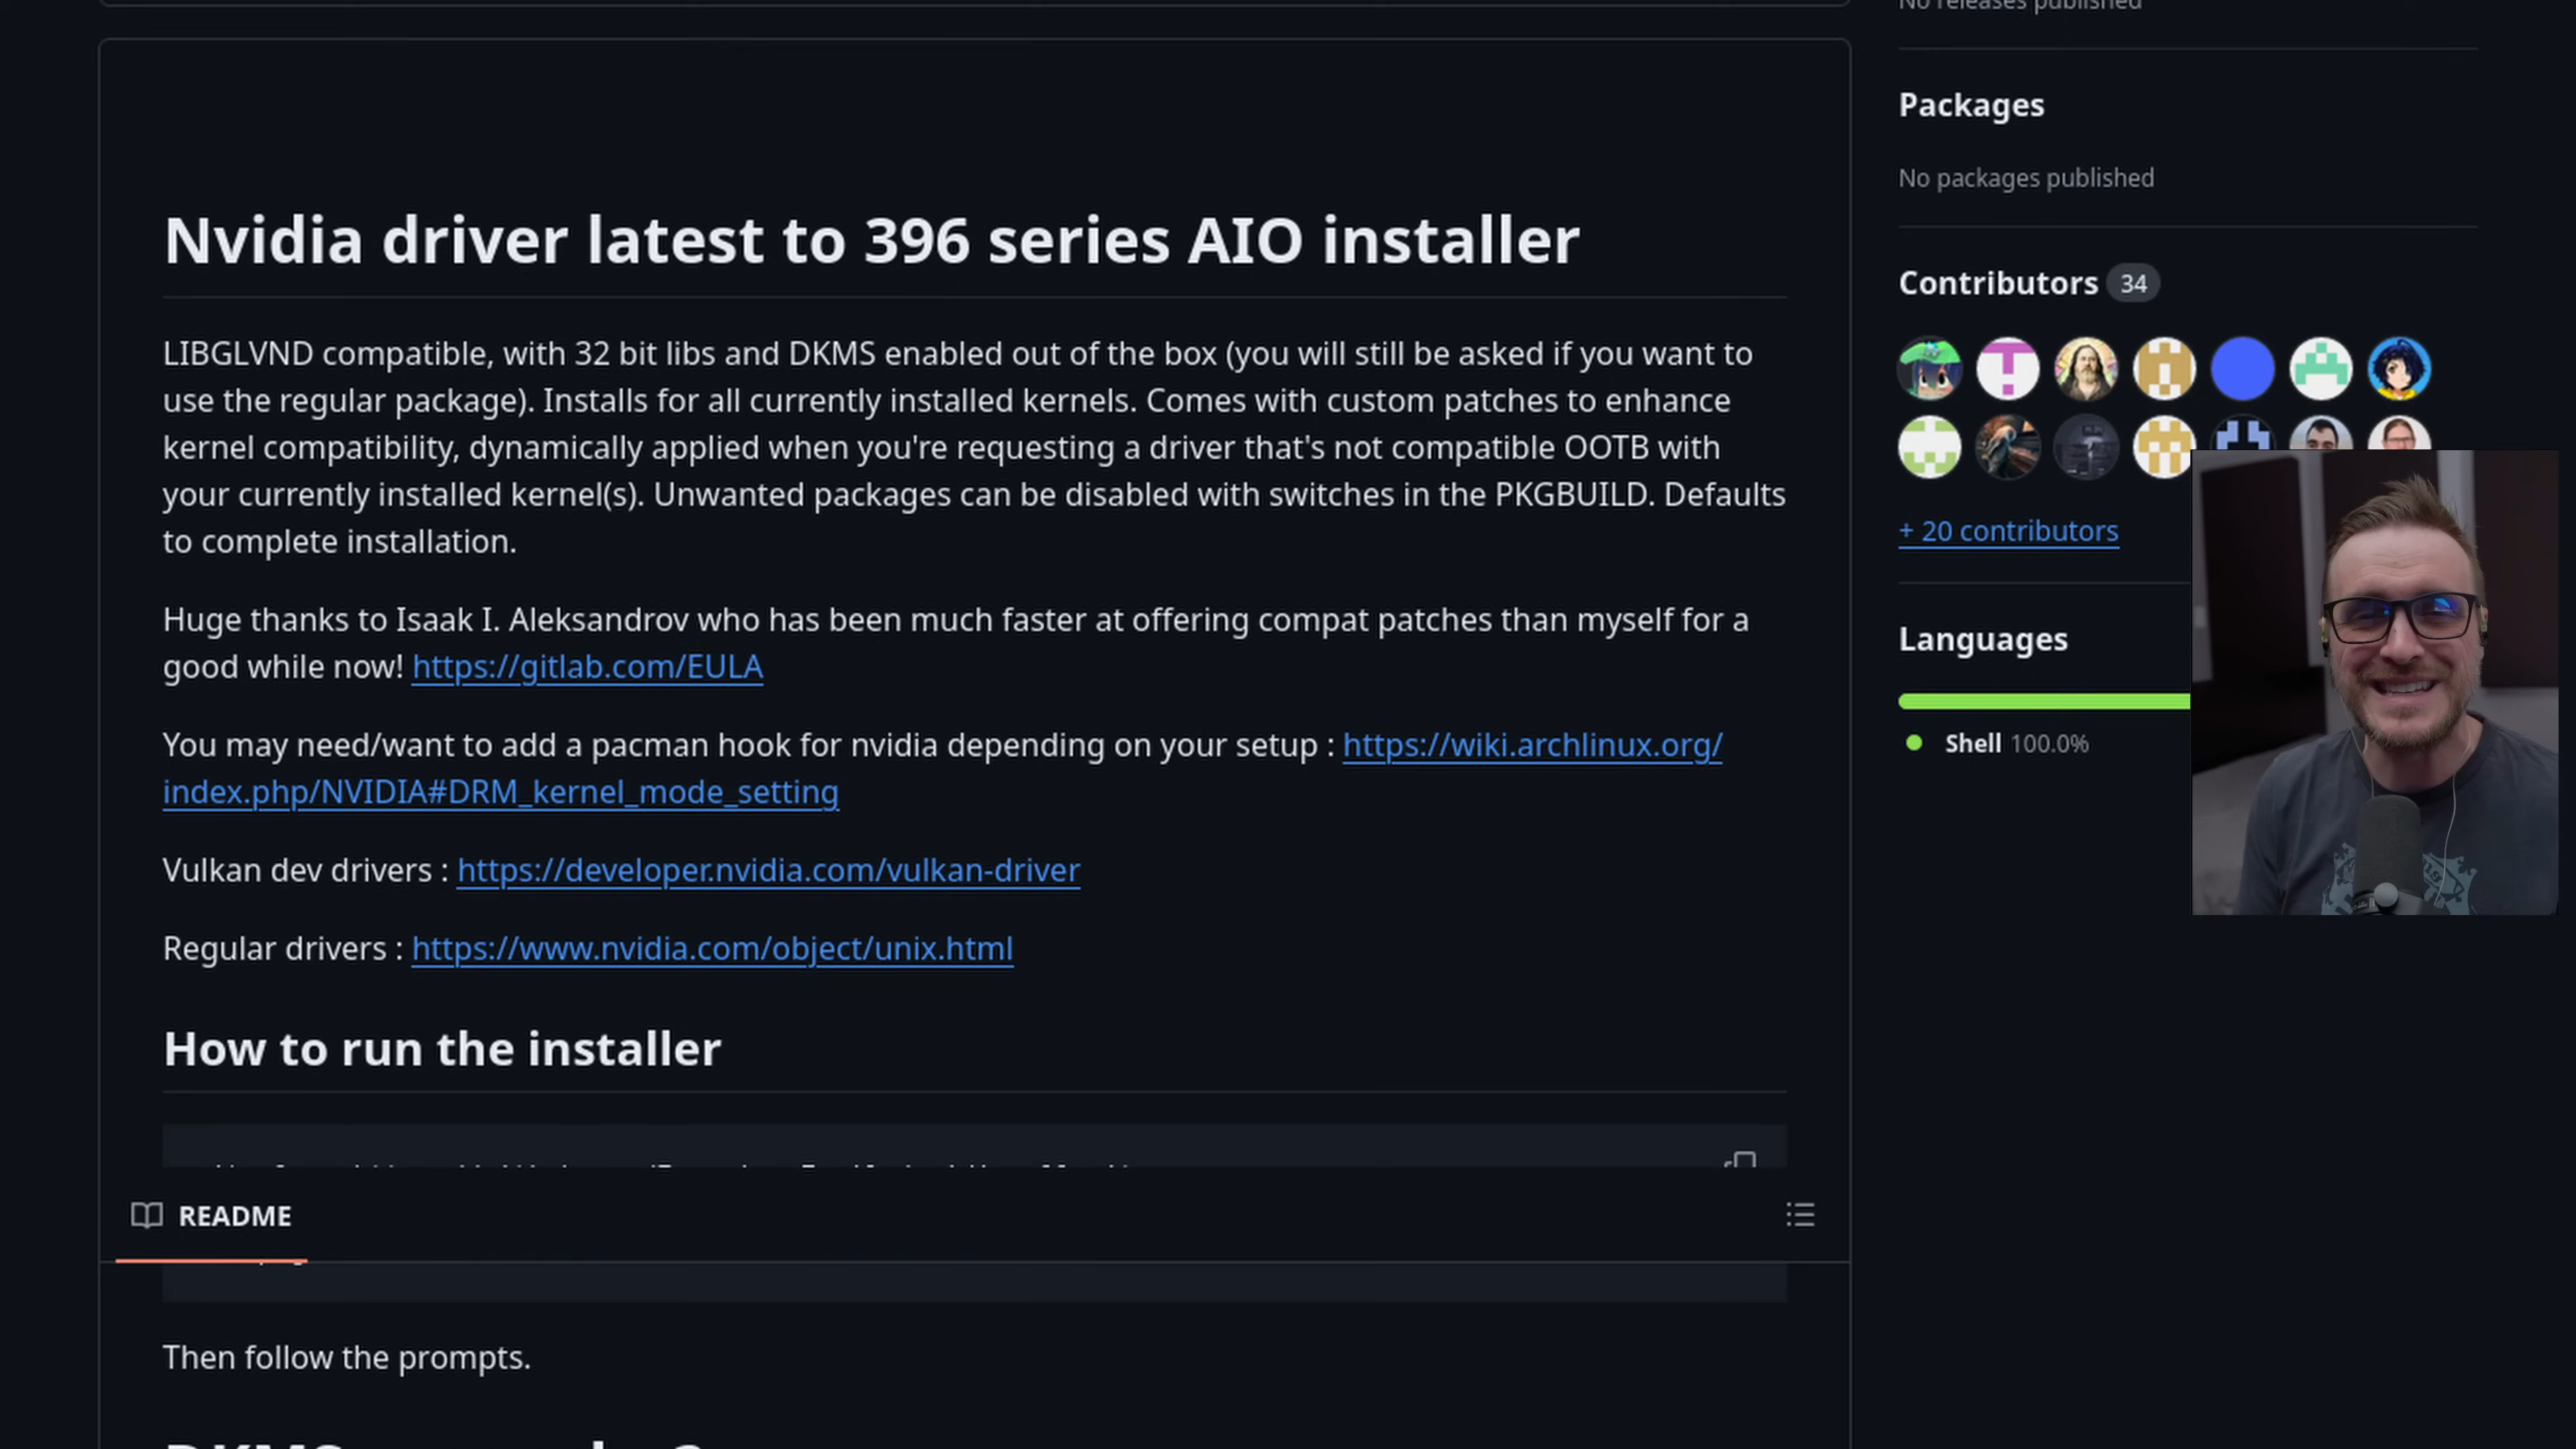 No releases published
Packages
No packages published
Nvidia driver latest to 396 series AIO installer
Contributors 34
LIBGLVND compatible, with 32 bit libs and DKMS enabled out of the box (you will still be asked if you want to
use the regular package). Installs for all currently installed kernels. Comes with custom patches to enhance
kernel compatibility, dynamically applied when you're requesting a driver that's not compatible OOTB with
your currently installed kernel(s). Unwanted packages can be disabled with switches in the PKGBUILD. Defaults
to complete installation.
+ 20 contributors
Huge thanks to Isaak I. Aleksandrov who has been much faster at offering compat patches than myself for a
good while now! https://gitlab.com/EULA
Languages
Shell 100.0%
You may need/want to add a pacman hook for nvidia depending on your setup : https://wiki.archlinux.org/
index.php/NVIDIA#DRM_kernel_mode_setting
Vulkan dev drivers : https://developer.nvidia.com/vulkan-driver
Regular drivers : https://www.nvidia.com/object/unix.html
How to run the installer
README
Then follow the prompts.